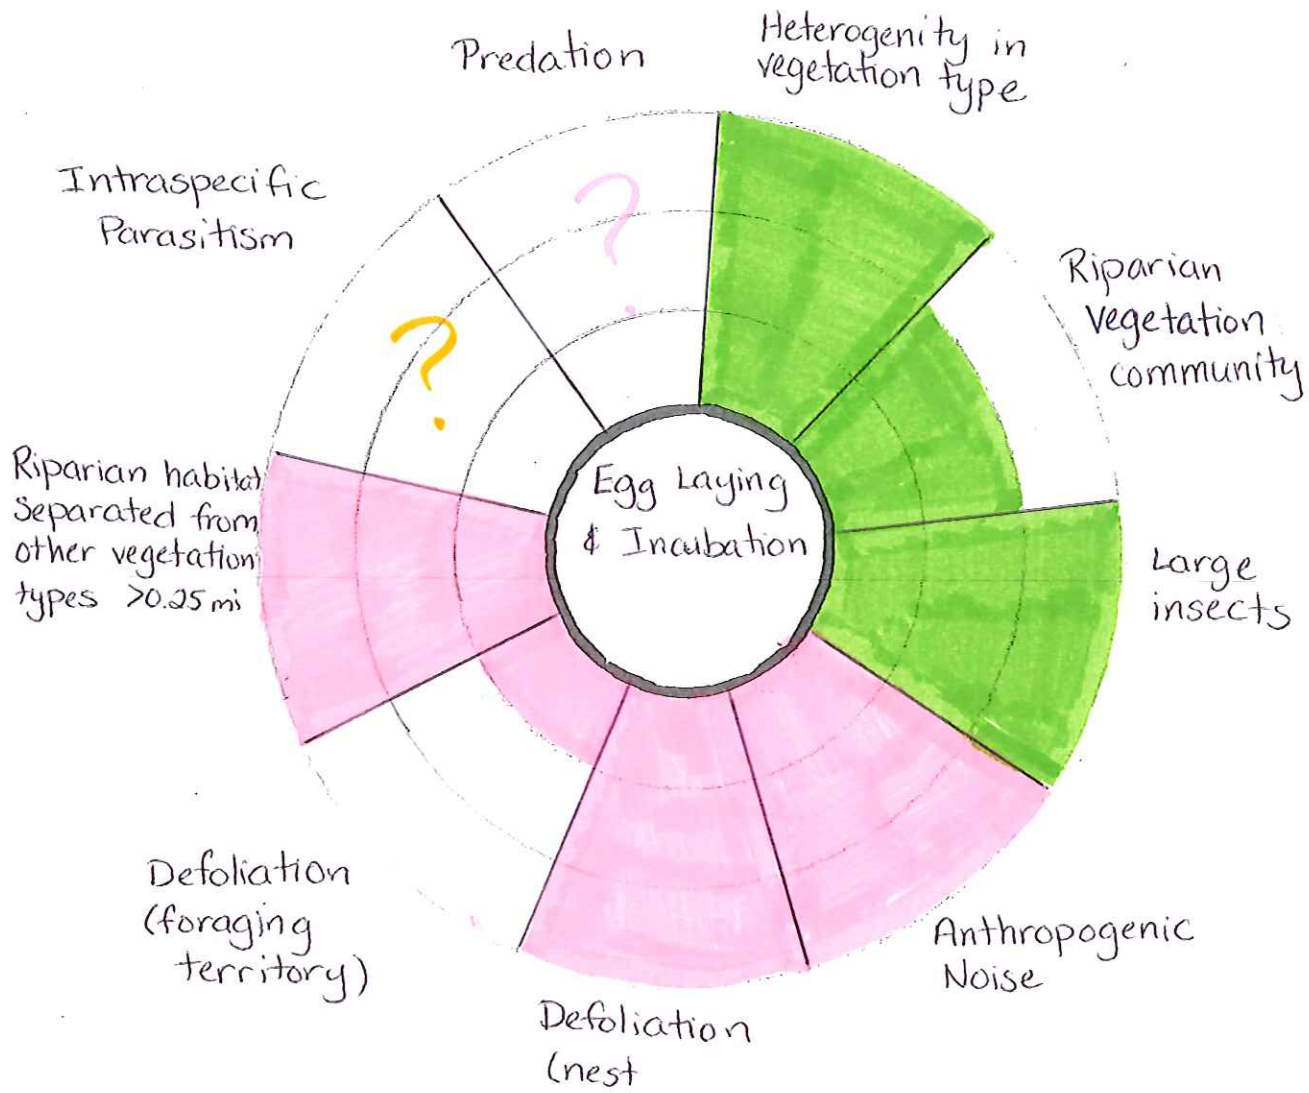 Predation
Heterogenity in
vegetation type
Intraspecific
Parasitism
?
?
Riparian
Vegetation
community
Riparian habitat
Separated from
other vegetation
types >0.25 mi
Egg Laying
& Incubation
Large
insects
Defoliation
(foraging
territory)
Anthropogenic
Noise
Defoliation
(nest